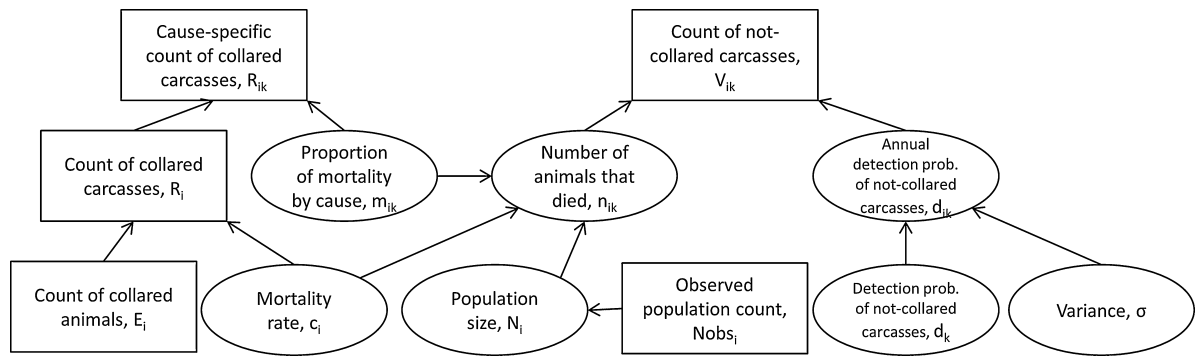 Cause-specific
count of collared
carcasses, Rik
Count of not-
collared carcasses,
Vik
Count of collared
carcasses, Ri
Proportion
of mortality
by cause, mik
Number of
animals that
died, nik
Annual
detection prob.
of not-collared
carcasses, dik
Count of collared
animals, Ei
Mortality
rate, ci
Population
size, Ni
Observed
population count,
Nobsi
Detection prob.
of not-collared
carcasses, dk
Variance, σ